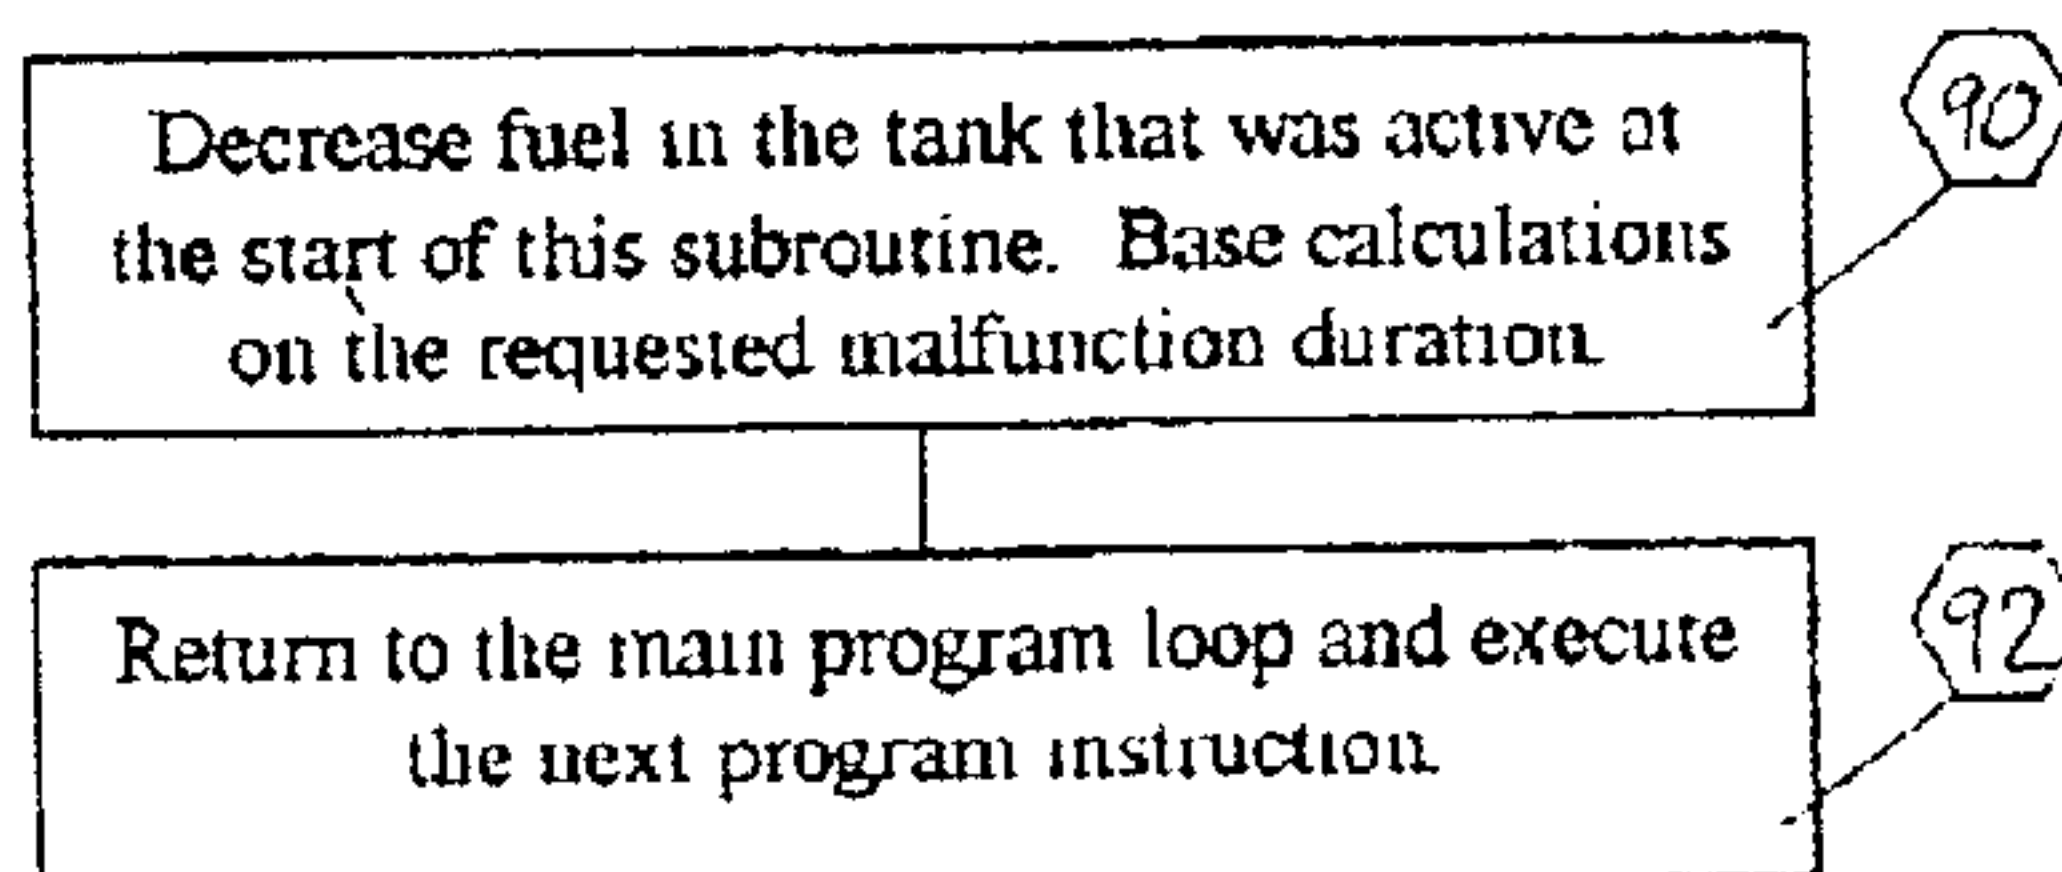 Decrease fuel in the tank that was active at
90
the start of this subroutine. Base calculations
on the requested malfunction duration.
Return to the main program loop and execute
92
the next program instruction.